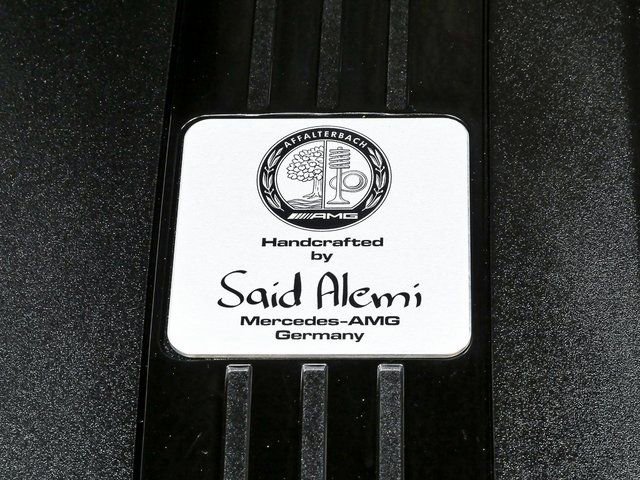 AFFALTERBACH
AMG
Handcrafted
by
Said Alemi
Mercedes-AMG
Germany